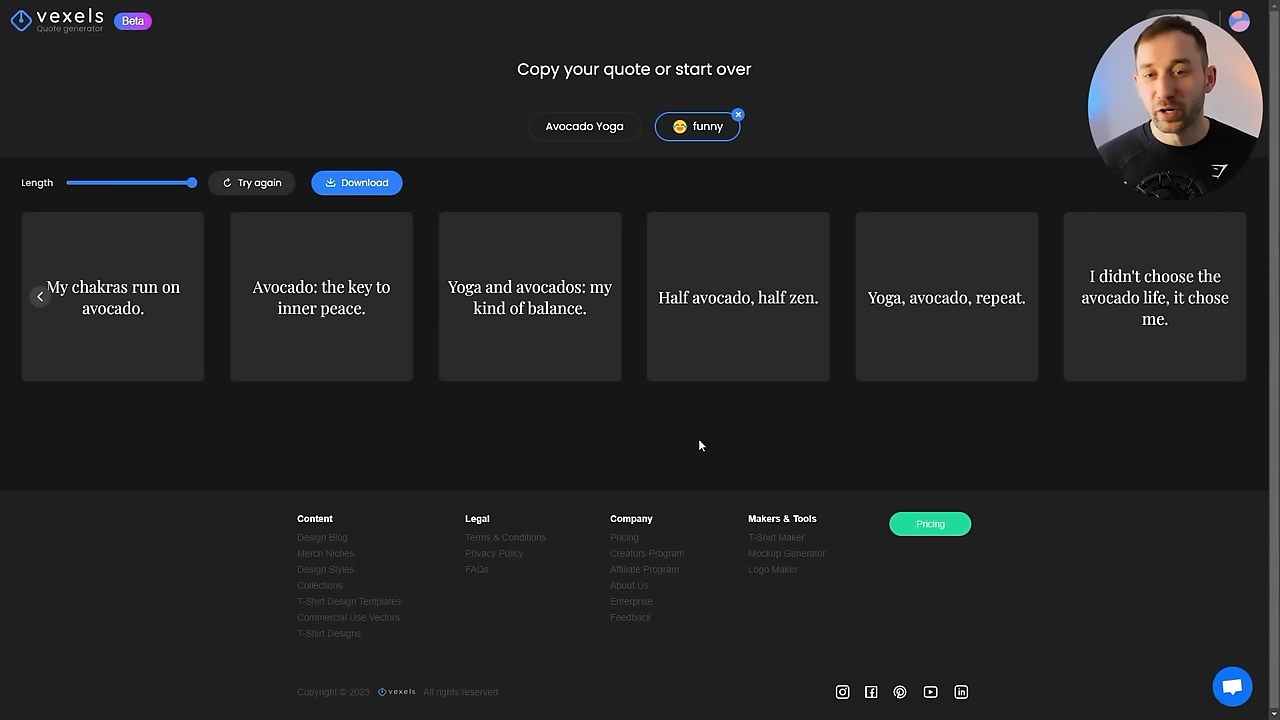 vexels
Quote generator
Beta
Copy your quote or start over
Avocado Yoga
funny
Length
Try again
Download
My chakras run on
avocado.
Avocado: the key to
inner peace.
Yoga and avocados: my
kind of balance.
Half avocado, half zen.
Yoga, avocado, repeat.
I didn't choose the
avocado life, it chose
me.
Content
Design Blog
Merch Niches
Design Styles
Collections
T-Shirt Design Templates
Commercial Use Vectors
T-Shirt Designs
Legal
Terms & Conditions
Privacy Policy
FAQs
Company
Pricing
Creators Program
Affiliate Program
About Us
Enterprise
Feedback
Makers & Tools
T-Shirt Maker
Mockup Generator
Logo Maker
Pricing
Copyright © 2023 vexels All rights reserved